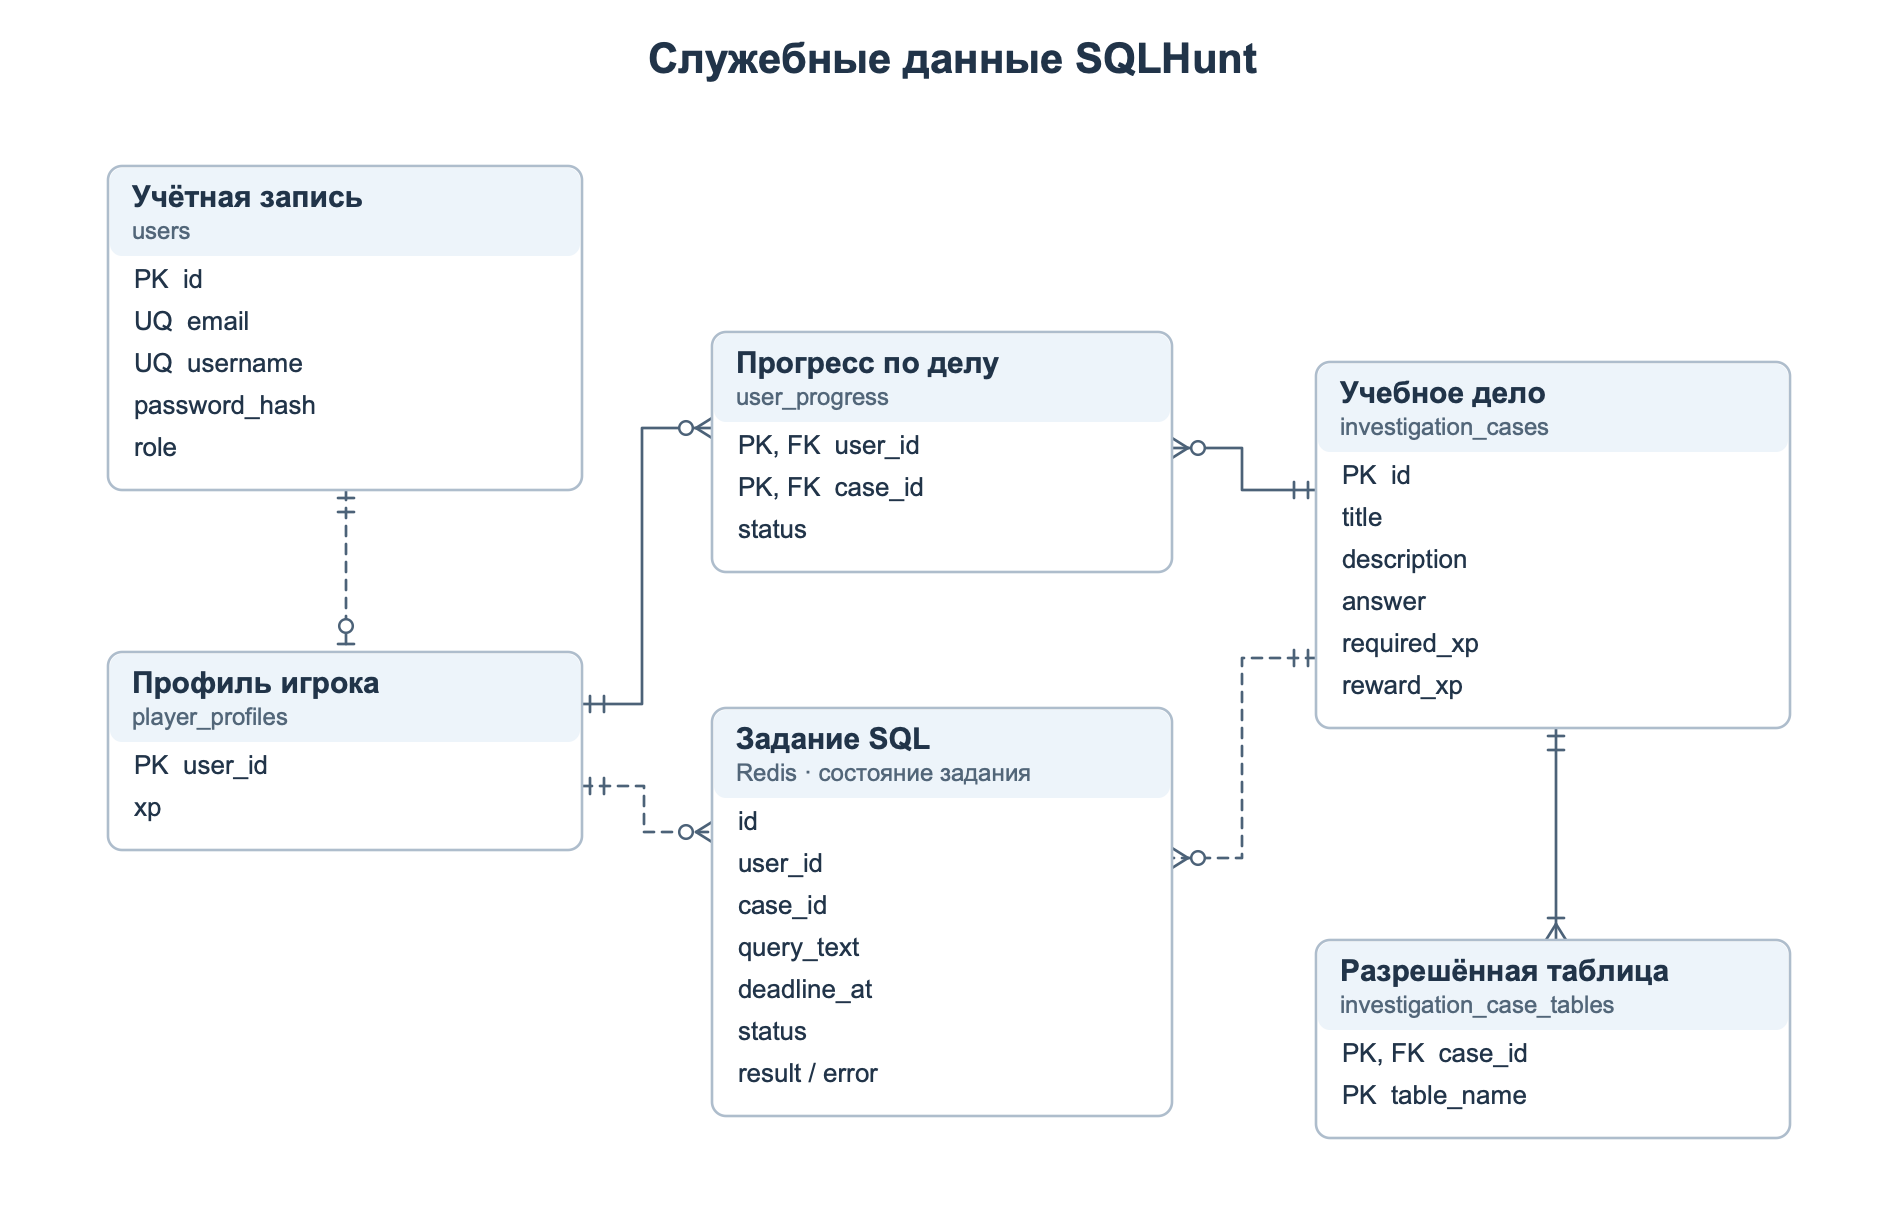 Служебные данные SQLHunt
Учётная запись
users
PK id
UQ email
UQ username
password_hash
role
Профиль игрока
player_profiles
PK user_id
xp
Прогресс по делу
user_progress
PK, FK user_id
PK, FK case_id
status
Задание SQL
Redis · состояние задания
id
user_id
case_id
query_text
deadline_at
status
result / error
Учебное дело
investigation_cases
PK id
title
description
answer
required_xp
reward_xp
Разрешённая таблица
investigation_case_tables
PK, FK case_id
PK table_name